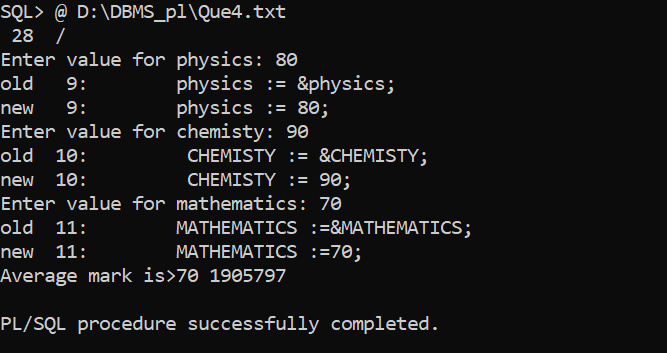 SQL> @ D:\DBMS_pl\Que4.txt
 28  /
Enter value for physics: 80
old   9:        physics := &physics;
new   9:        physics := 80;
Enter value for chemisty: 90
old  10:         CHEMISTY := &CHEMISTY;
new  10:         CHEMISTY := 90;
Enter value for mathematics: 70
old  11:        MATHEMATICS :=&MATHEMATICS;
new  11:        MATHEMATICS :=70;
Average mark is>70 1905797

PL/SQL procedure successfully completed.